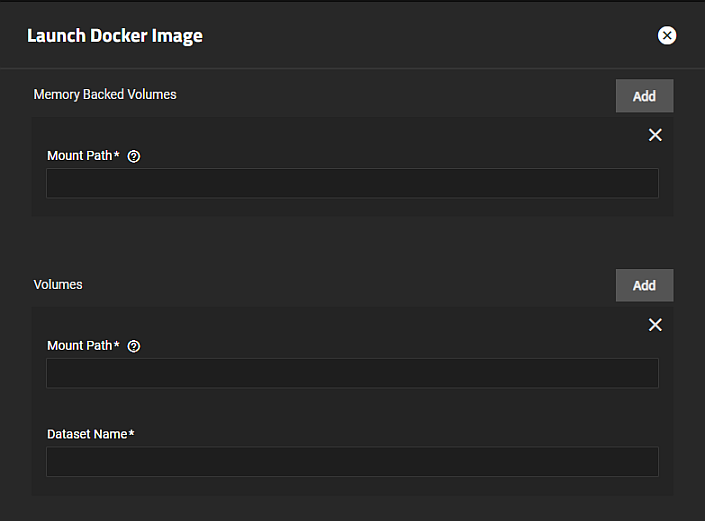 Launch Docker Image
Memory Backed Volumes
Add
Mount Path*
Volumes
Add
Mount Path*
Dataset Name*